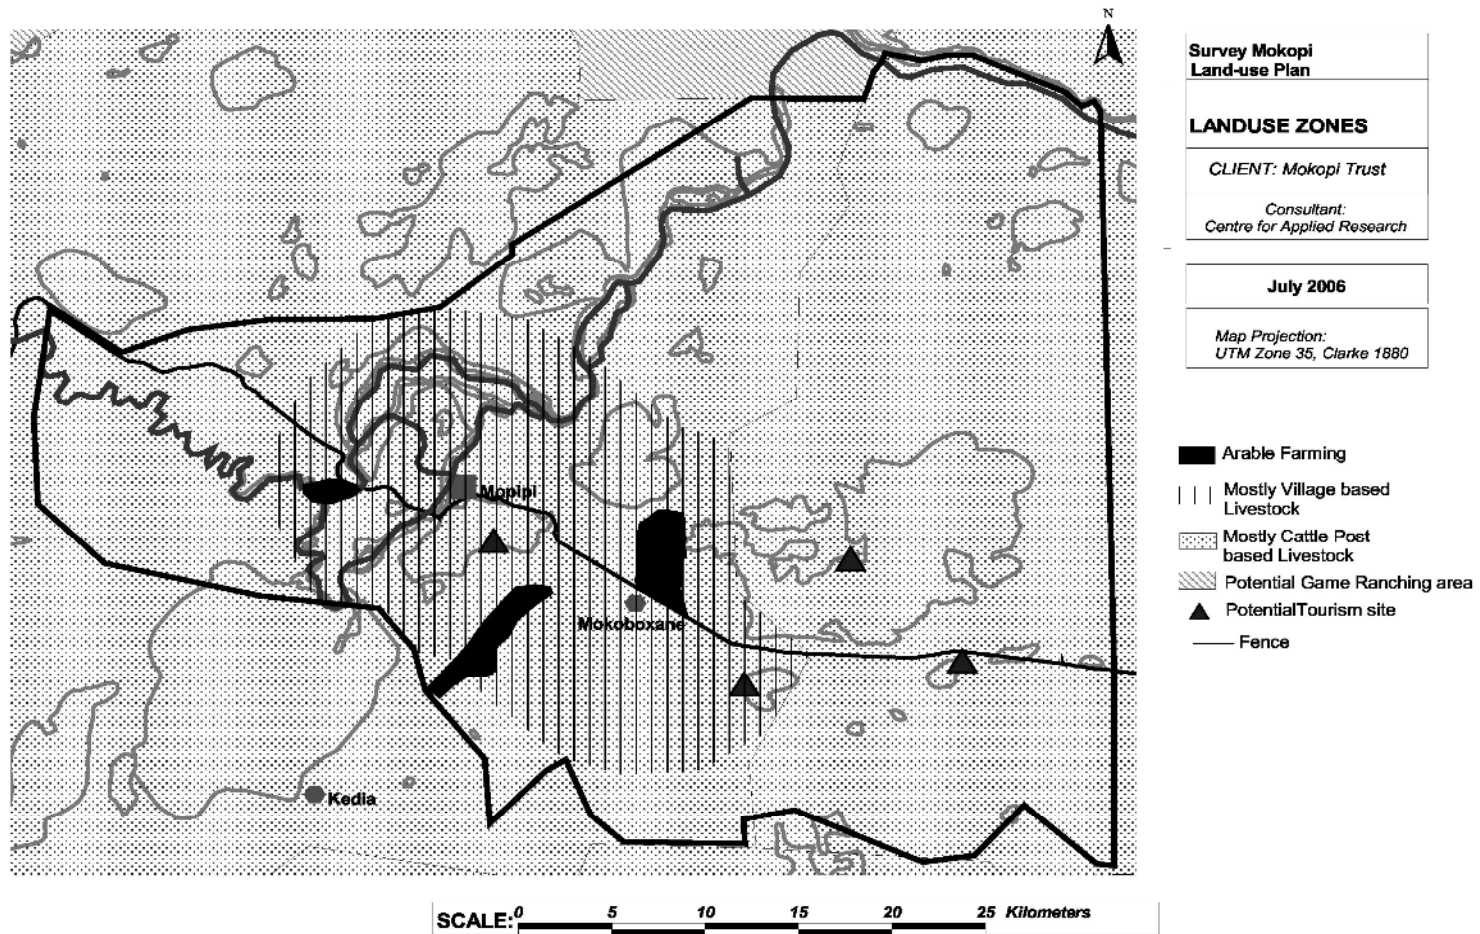 N
Survey Mokopi
Land-use Plan
LANDUSE ZONES
CLIENT: Mokopi Trust
Consultant:
Centre for Applied Research
July 2006
Map Projection:
UTM Zone 35, Clarke 1880
Arable Farming
Mostly Village based
Livestock
Mostly Cattle Post
based Livestock
Potential Game Ranching area
PotentialTourism site
Fence
Mopipi
Mokoboxane
Kedia
SCALE: 0 5 10 15 20 25 Kilometers